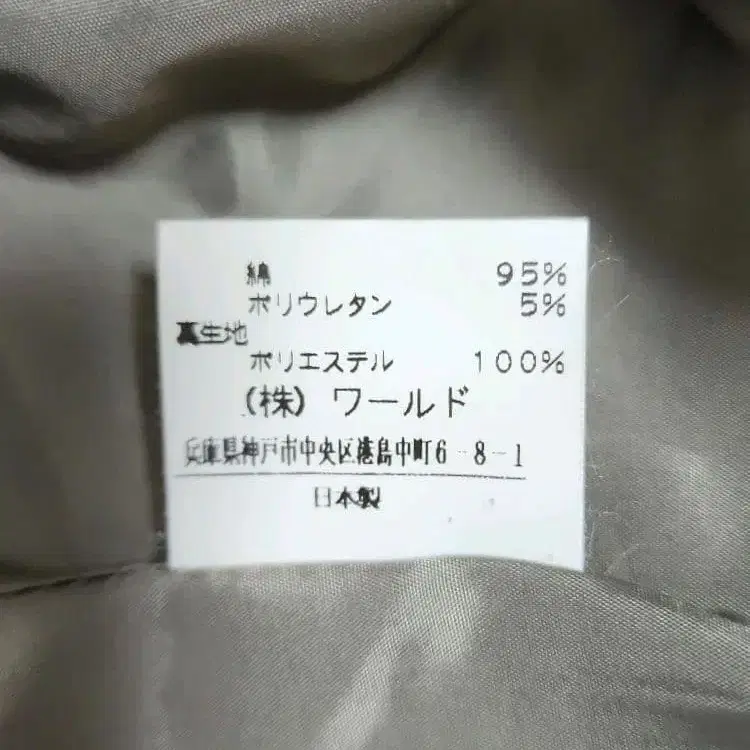 綿 95%
ポリウレタン 5%
裏生地
ポリエステル 100%
(株) ワールド
兵庫県神戸市中央区港島中町6-8-1
日本製